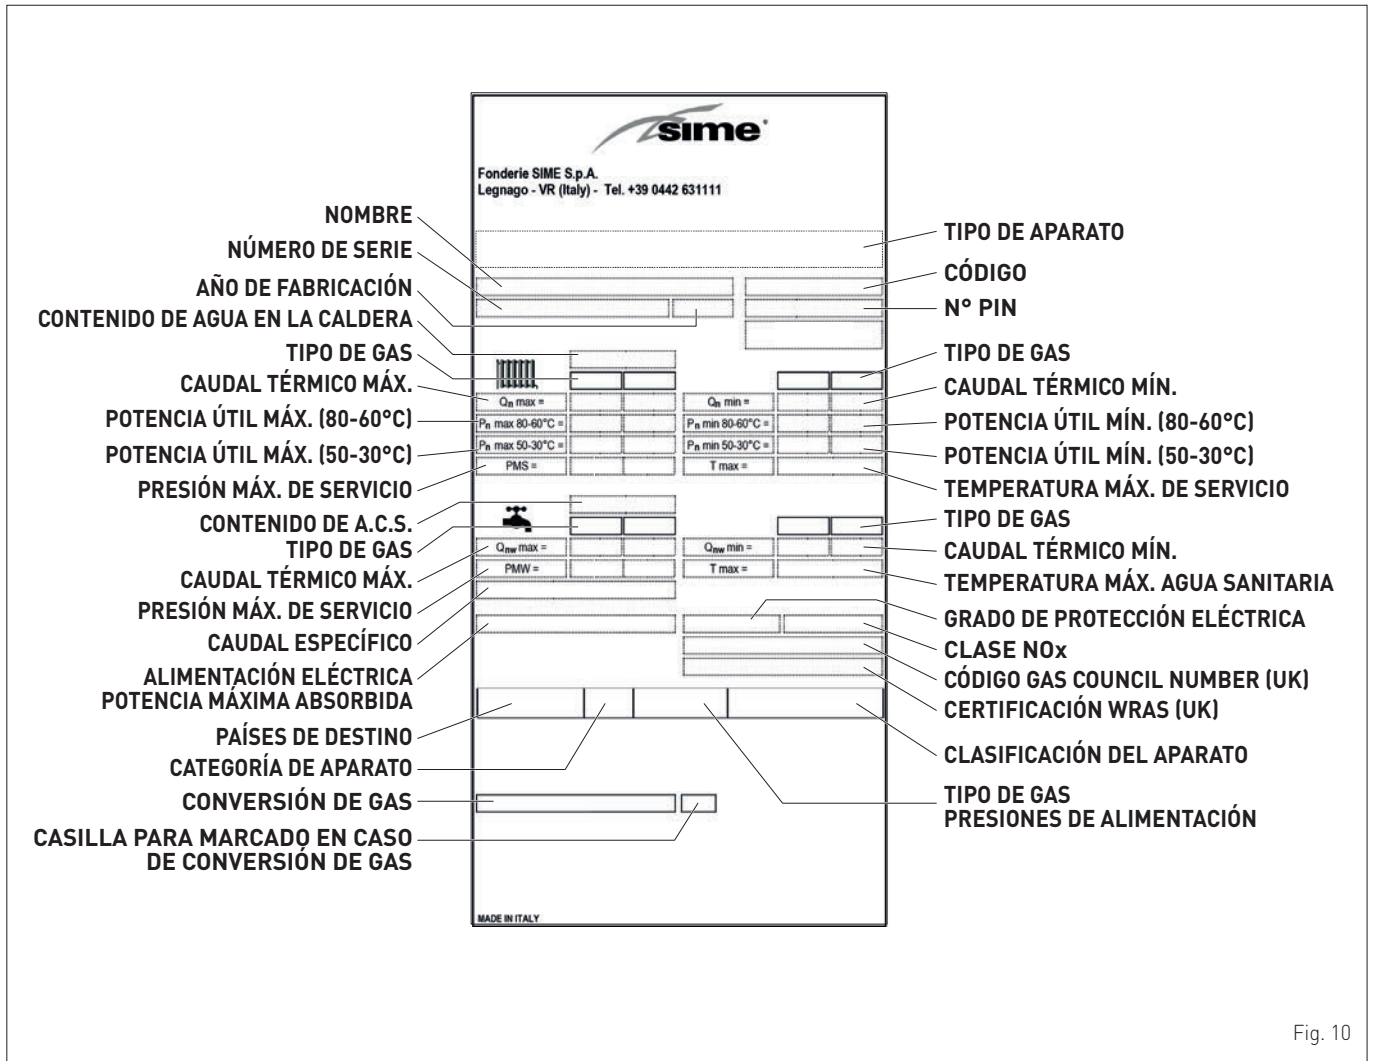 sime®
Fonderie SIME S.p.A.
Legnago - VR (Italy) - Tel. +39 0442 631111
NOMBRE
NÚMERO DE SERIE
AÑO DE FABRICACIÓN
CONTENIDO DE AGUA EN LA CALDERA
TIPO DE GAS
CAUDAL TÉRMICO MÁX.
POTENCIA ÚTIL MÁX. (80-60°C)
POTENCIA ÚTIL MÁX. (50-30°C)
PRESIÓN MÁX. DE SERVICIO
CONTENIDO DE A.C.S.
TIPO DE GAS
CAUDAL TÉRMICO MÁX.
PRESIÓN MÁX. DE SERVICIO
CAUDAL ESPECÍFICO
ALIMENTACIÓN ELÉCTRICA
POTENCIA MÁXIMA ABSORBIDA
PAÍSES DE DESTINO
CATEGORÍA DE APARATO
CONVERSIÓN DE GAS
CASILLA PARA MARCADO EN CASO
DE CONVERSIÓN DE GAS
Qn max =
Pn max 80-60°C =
Pn max 50-30°C =
PMS =
Qn min =
Pn min 80-60°C =
Pn min 50-30°C =
T max =
Qnw max =
PMW =
Qnw min =
T max =
MADE IN ITALY
TIPO DE APARATO
CÓDIGO
N° PIN
TIPO DE GAS
CAUDAL TÉRMICO MÍN.
POTENCIA ÚTIL MÍN. (80-60°C)
POTENCIA ÚTIL MÍN. (50-30°C)
TEMPERATURA MÁX. DE SERVICIO
TIPO DE GAS
CAUDAL TÉRMICO MÍN.
TEMPERATURA MÁX. AGUA SANITARIA
GRADO DE PROTECCIÓN ELÉCTRICA
CLASE NOx
CÓDIGO GAS COUNCIL NUMBER (UK)
CERTIFICACIÓN WRAS (UK)
CLASIFICACIÓN DEL APARATO
TIPO DE GAS
PRESIONES DE ALIMENTACIÓN
Fig. 10